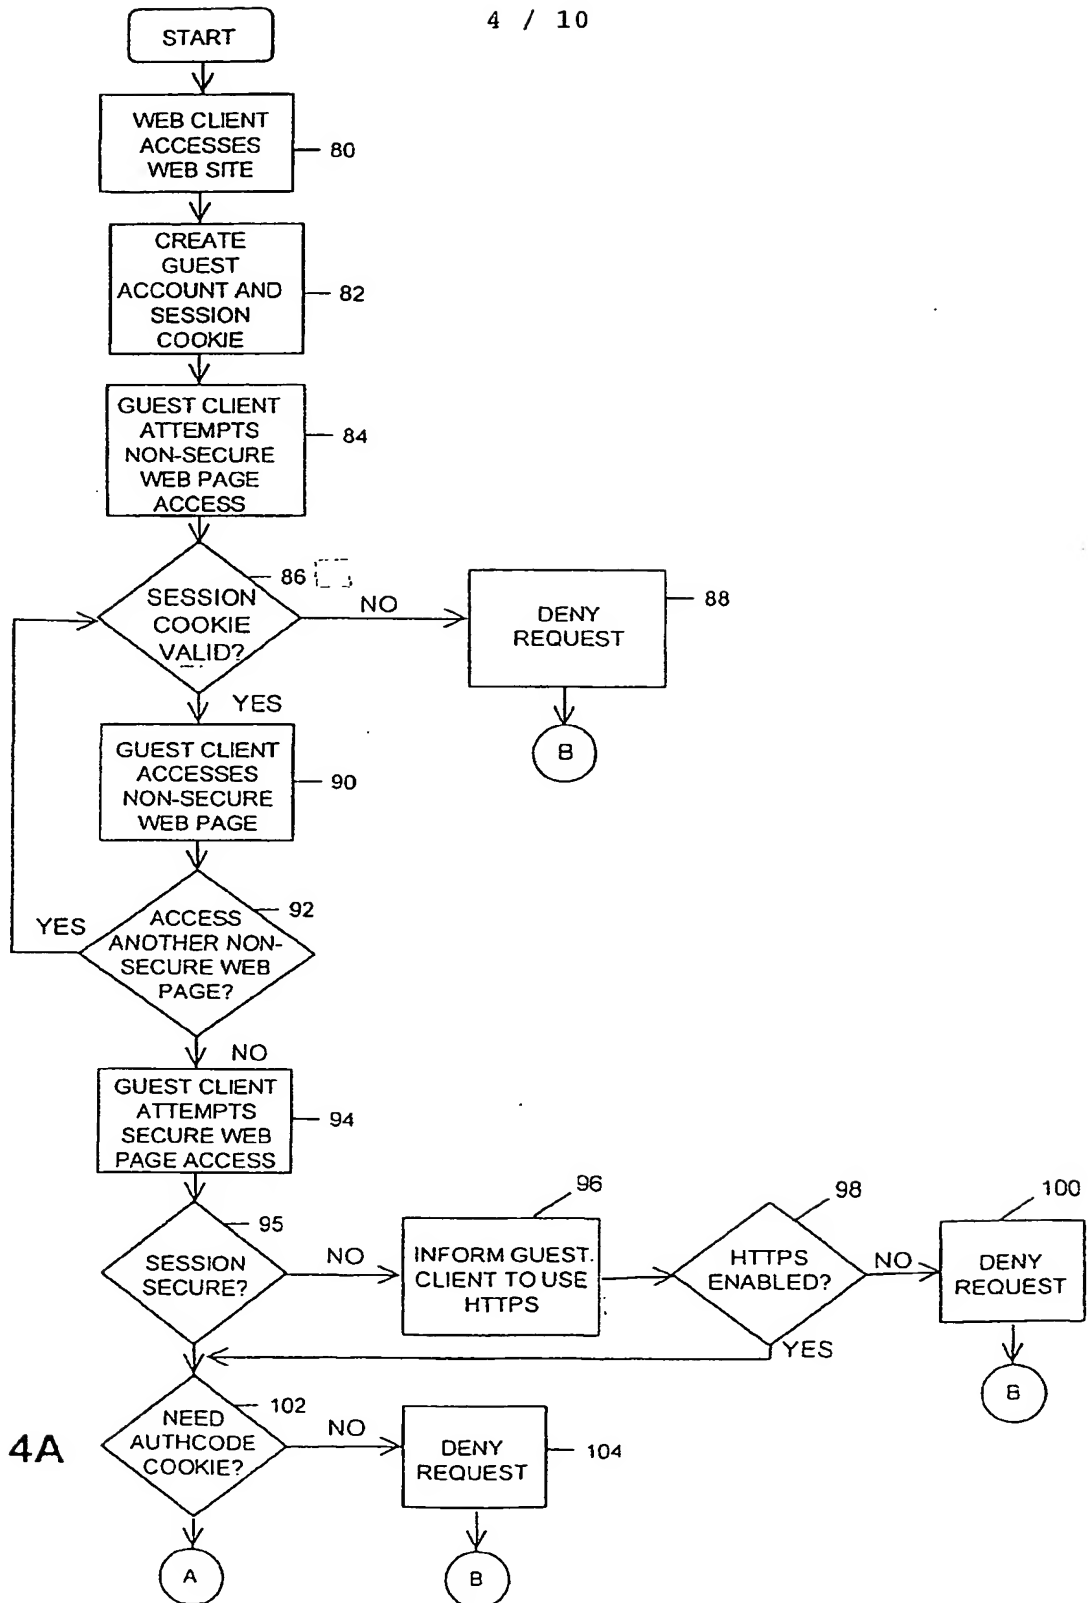 4 / 10
START
WEB CLIENT
ACCESSES
WEB SITE
80
CREATE
GUEST
ACCOUNT AND
SESSION
COOKIE
82
GUEST CLIENT
ATTEMPTS
NON-SECURE
WEB PAGE
ACCESS
84
86
SESSION
COOKIE
VALID?
NO
DENY
REQUEST
88
B
YES
GUEST CLIENT
ACCESSES
NON-SECURE
WEB PAGE
90
92
ACCESS
ANOTHER NON-
SECURE WEB
PAGE?
YES
NO
GUEST CLIENT
ATTEMPTS
SECURE WEB
PAGE ACCESS
94
95
SESSION
SECURE?
NO
96
INFORM GUEST.
CLIENT TO USE
HTTPS
98
HTTPS
ENABLED?
NO
100
DENY
REQUEST
B
YES
102
NEED
AUTHCODE
COOKIE?
NO
DENY
REQUEST
104
4A
A
B